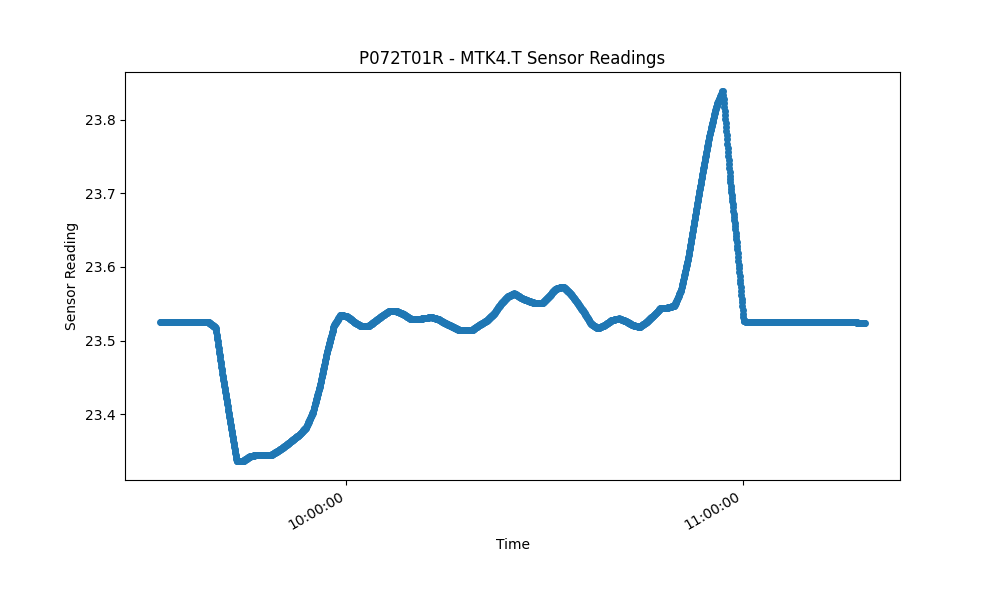 P072T01R - MTK4.T Sensor Readings
23.8
23.7
23.6
23.5
23.4
Sensor Reading
10:00:00
11:00:00
Time